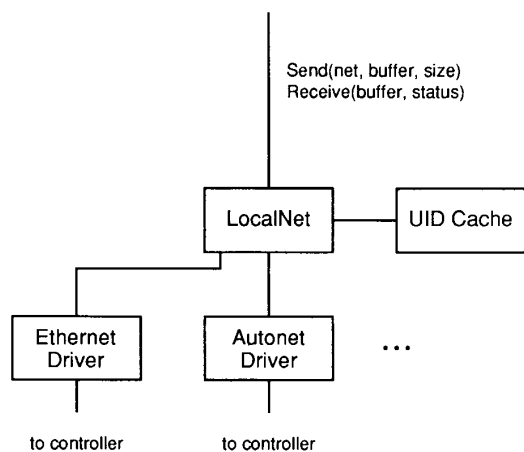 Send(net, buffer, size)
Receive(buffer, status)
LocalNet
UID Cache
Ethernet
Driver
Autonet
Driver
...
to controller
to controller